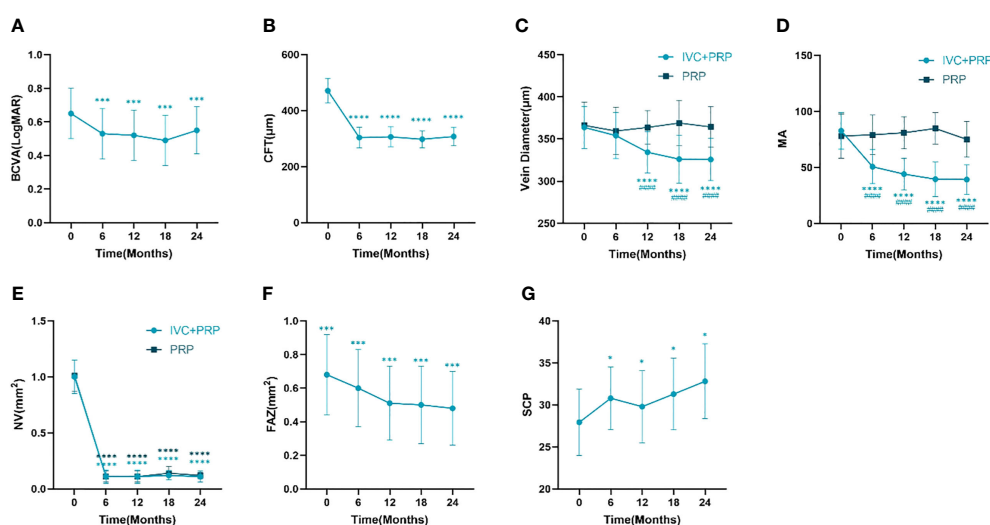 A
BCVA(LogMAR)
1.0
0.8
0.6
0.4
0.2
0.0
*** *** *** ***
0 6 12 18 24
Time(Months)
B
CFT(μm)
600
400
200
0
**** **** **** ****
0 6 12 18 24
Time(Months)
C
Vein Diameter(μm)
450
400
350
300
250
IVC+PRP
PRP
**** **** ****
#### #### ####
0 6 12 18 24
Time(Months)
D
MA
150
100
50
0
IVC+PRP
PRP
**** **** **** ****
#### #### #### ####
0 6 12 18 24
Time(Months)
E
NV(mm²)
1.5
1.0
0.5
0.0
IVC+PRP
PRP
**** **** **** ****
**** **** **** ****
0 6 12 18 24
Time(Months)
F
FAZ(mm²)
1.0
0.8
0.6
0.4
0.2
0.0
*** *** *** *** ***
0 6 12 18 24
Time(Months)
G
SCP
40
35
30
25
20
* * * *
0 6 12 18 24
Time(Months)